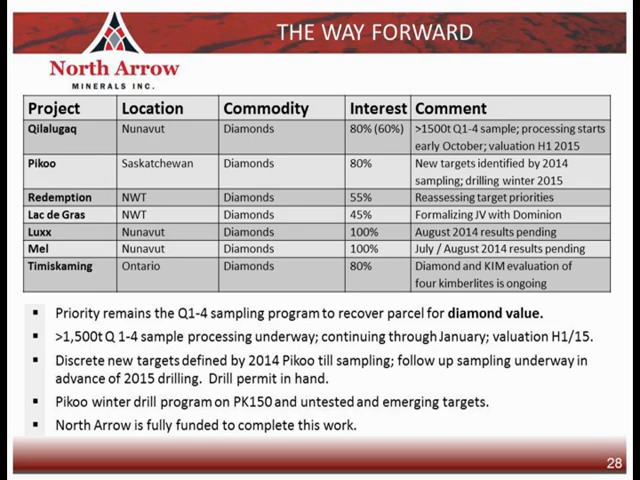 THE WAY FORWARD
North Arrow
MINERALS INC.
Project Location Commodity Interest Comment
Qilalugaq Nunavut Diamonds 80% (60%) >1500t Q1-4 sample; processing starts
early October; valuation H1 2015
Pikoo Saskatchewan Diamonds 80% New targets identified by 2014
sampling; drilling winter 2015
Redemption NWT Diamonds 55% Reassessing target priorities
Lac de Gras NWT Diamonds 45% Formalizing JV with Dominion
Luxx Nunavut Diamonds 100% August 2014 results pending
Mel Nunavut Diamonds 100% July / August 2014 results pending
Timiskaming Ontario Diamonds 80% Diamond and KIM evaluation of
four kimberlites is ongoing
▪ Priority remains the Q1-4 sampling program to recover parcel for diamond value.
▪ >1,500t Q 1-4 sample processing underway; continuing through January; valuation H1/15.
▪ Discrete new targets defined by 2014 Pikoo till sampling; follow up sampling underway in
advance of 2015 drilling. Drill permit in hand.
▪ Pikoo winter drill program on PK150 and untested and emerging targets.
▪ North Arrow is fully funded to complete this work.
28